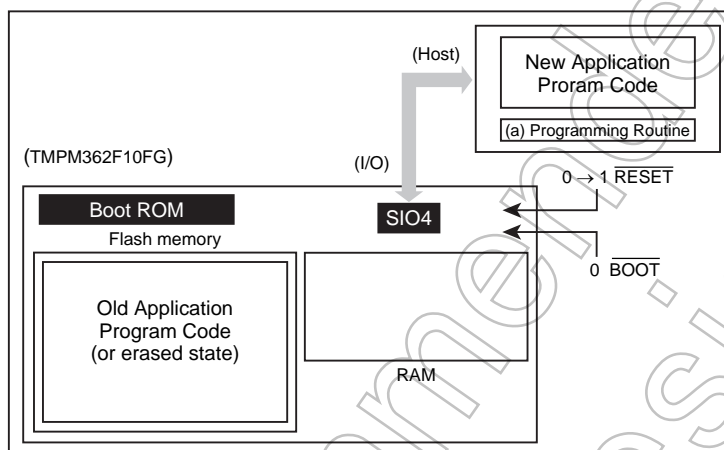 (Host)
New Application
Proram Code
(a) Programming Routine
(TMPM362F10FG)
(I/O)
0 → 1 RESET
Boot ROM
SIO4
Flash memory
0 BOOT
Old Application
Program Code
(or erased state)
RAM